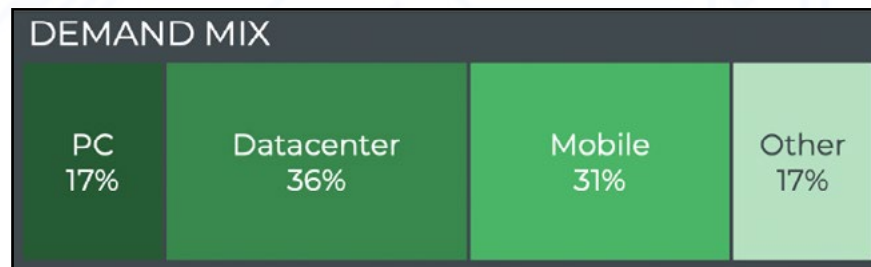 DEMAND MIX
PC
17%
Datacenter
36%
Mobile
31%
Other
17%